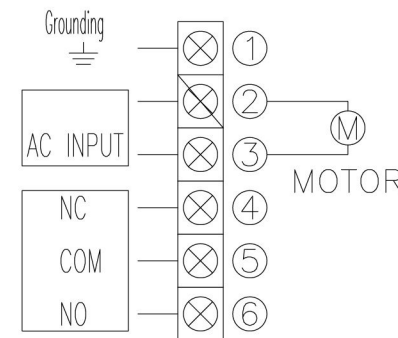 Grounding
①
②
AC INPUT
③
M
MOTOR
NC
④
COM
⑤
NO
⑥